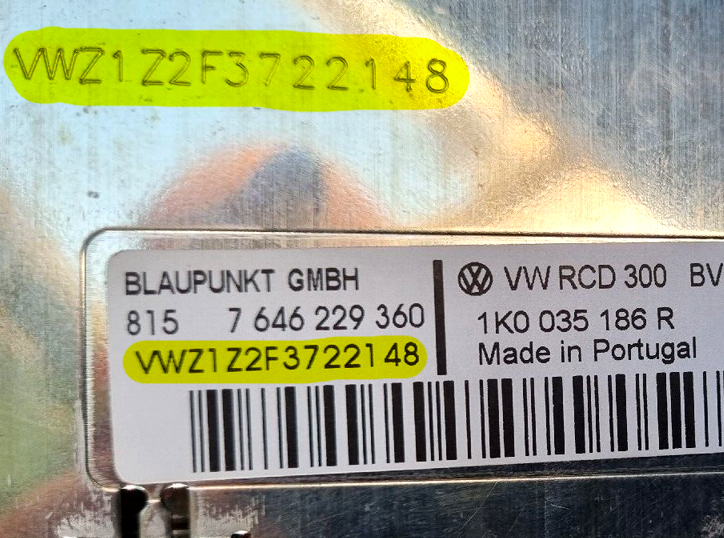 VWZ1Z2F3722148
BLAUPUNKT GMBH
815 7 646 229 360
VWZ1Z2F3722148
VW RCD 300 BV
1K0 035 186 R
Made in Portugal